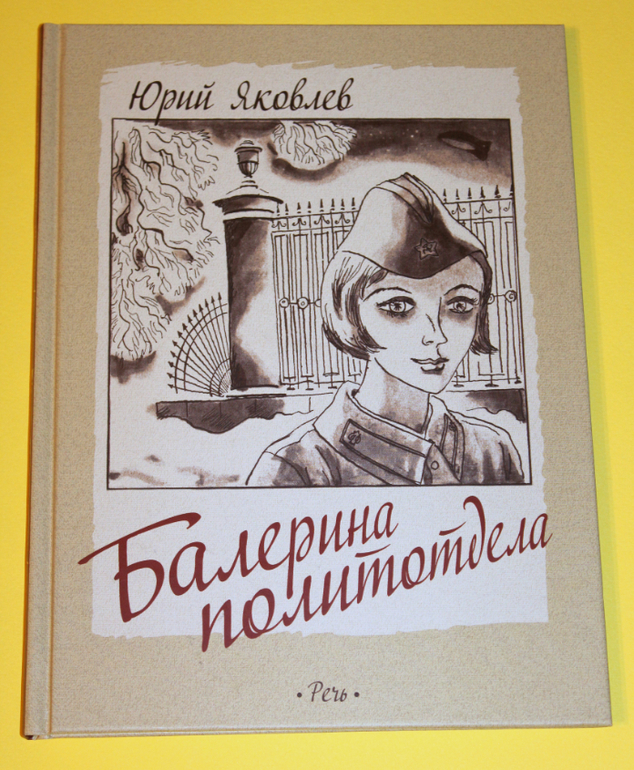 Юрий Яковлев
Балерина
политотдела
• Речь •